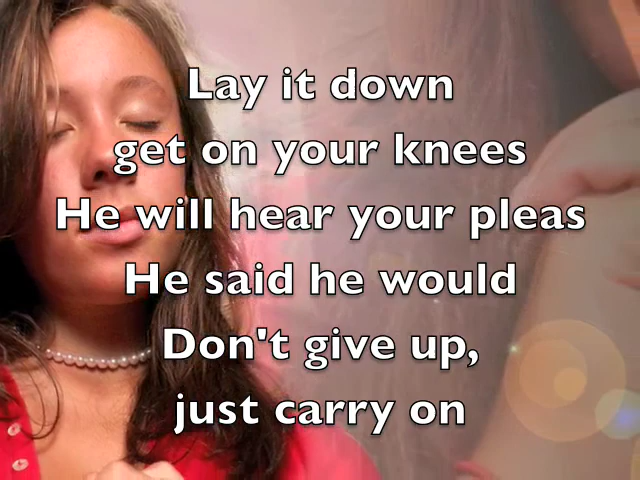 Lay it down
get on your knees
He will hear your pleas
He said he would
Don't give up,
just carry on